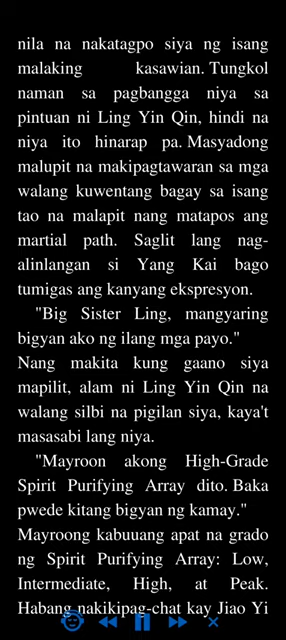 nila na nakatagpo siya ng isang
malaking kasawian. Tungkol
naman sa pagbangga niya sa
pintuan ni Ling Yin Qin, hindi na
niya ito hinarap pa. Masyadong
malupit na makipagtawaran sa mga
walang kuwentang bagay sa isang
tao na malapit nang matapos ang
martial path. Saglit lang nag-
alinlangan si Yang Kai bago
tumigas ang kanyang ekspresyon.
"Big Sister Ling, mangyaring
bigyan ako ng ilang mga payo."
Nang makita kung gaano siya
mapilit, alam ni Ling Yin Qin na
walang silbi na pigilan siya, kaya't
masasabi lang niya.
"Mayroon akong High-Grade
Spirit Purifying Array dito. Baka
pwede kitang bigyan ng kamay."
Mayroong kabuuang apat na grado
ng Spirit Purifying Array: Low,
Intermediate, High, at Peak.
Habang nakikipag-chat kay Jiao Yi